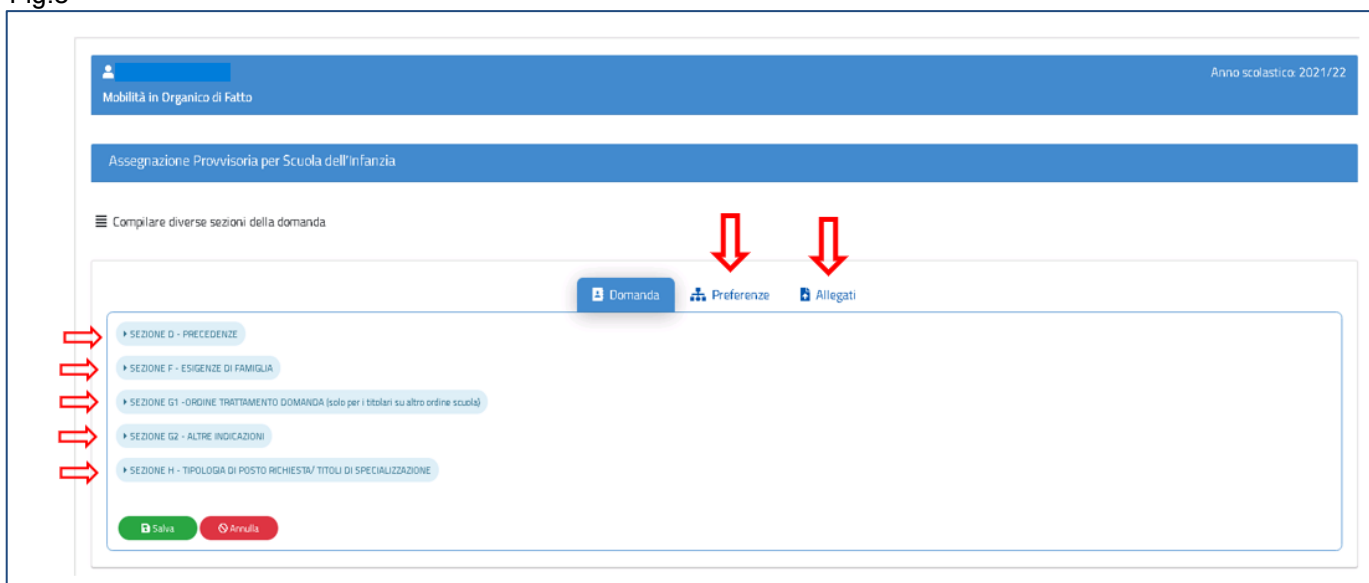 Anno scolastico: 2021/22
Mobilità in Organico di Fatto
Assegnazione Provvisoria per Scuola dell'Infanzia
Compilare diverse sezioni della domanda
Domanda Preferenze Allegati
SEZIONE D - PRECEDENZE
SEZIONE F - ESIGENZE DI FAMIGLIA
SEZIONE G1 -ORDINE TRATTAMENTO DOMANDA (solo per i titolari su altro ordine scuola)
SEZIONE G2 - ALTRE INDICAZIONI
SEZIONE H - TIPOLOGIA DI POSTO RICHIESTA/ TITOLI DI SPECIALIZZAZIONE
Salva Annulla